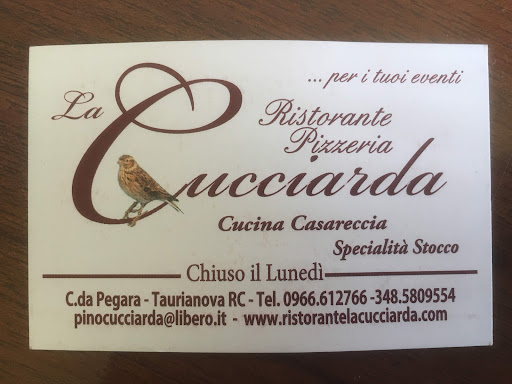 ... per i tuoi eventi
La Cucciarda
Ristorante
Pizzeria
Cucina Casareccia
Specialità Stocco
Chiuso il Lunedì
C.da Pegara - Taurianova RC - Tel. 0966.612766 -348.5809554
pinocucciarda@libero.it - www.ristorantelacucciarda.com